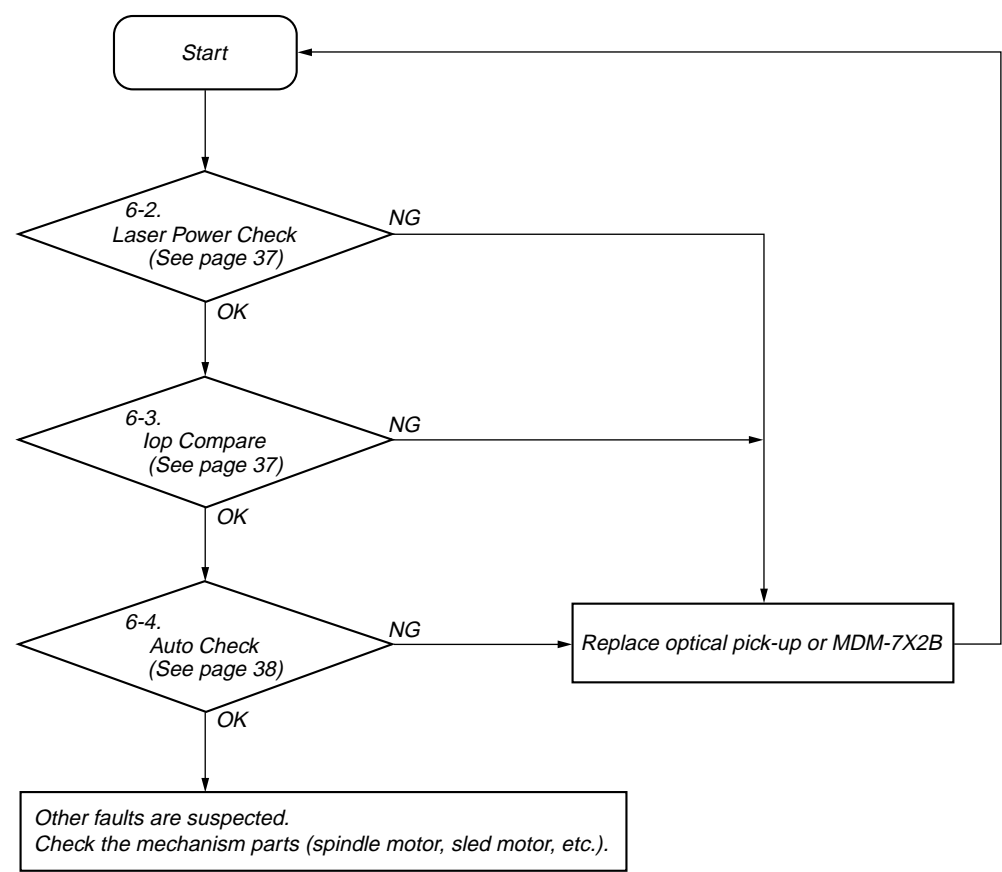 Start
6-2.
Laser Power Check
(See page 37)
NG
OK
6-3.
Iop Compare
(See page 37)
NG
OK
6-4.
Auto Check
(See page 38)
NG
Replace optical pick-up or MDM-7X2B
OK
Other faults are suspected.
Check the mechanism parts (spindle motor, sled motor, etc.).